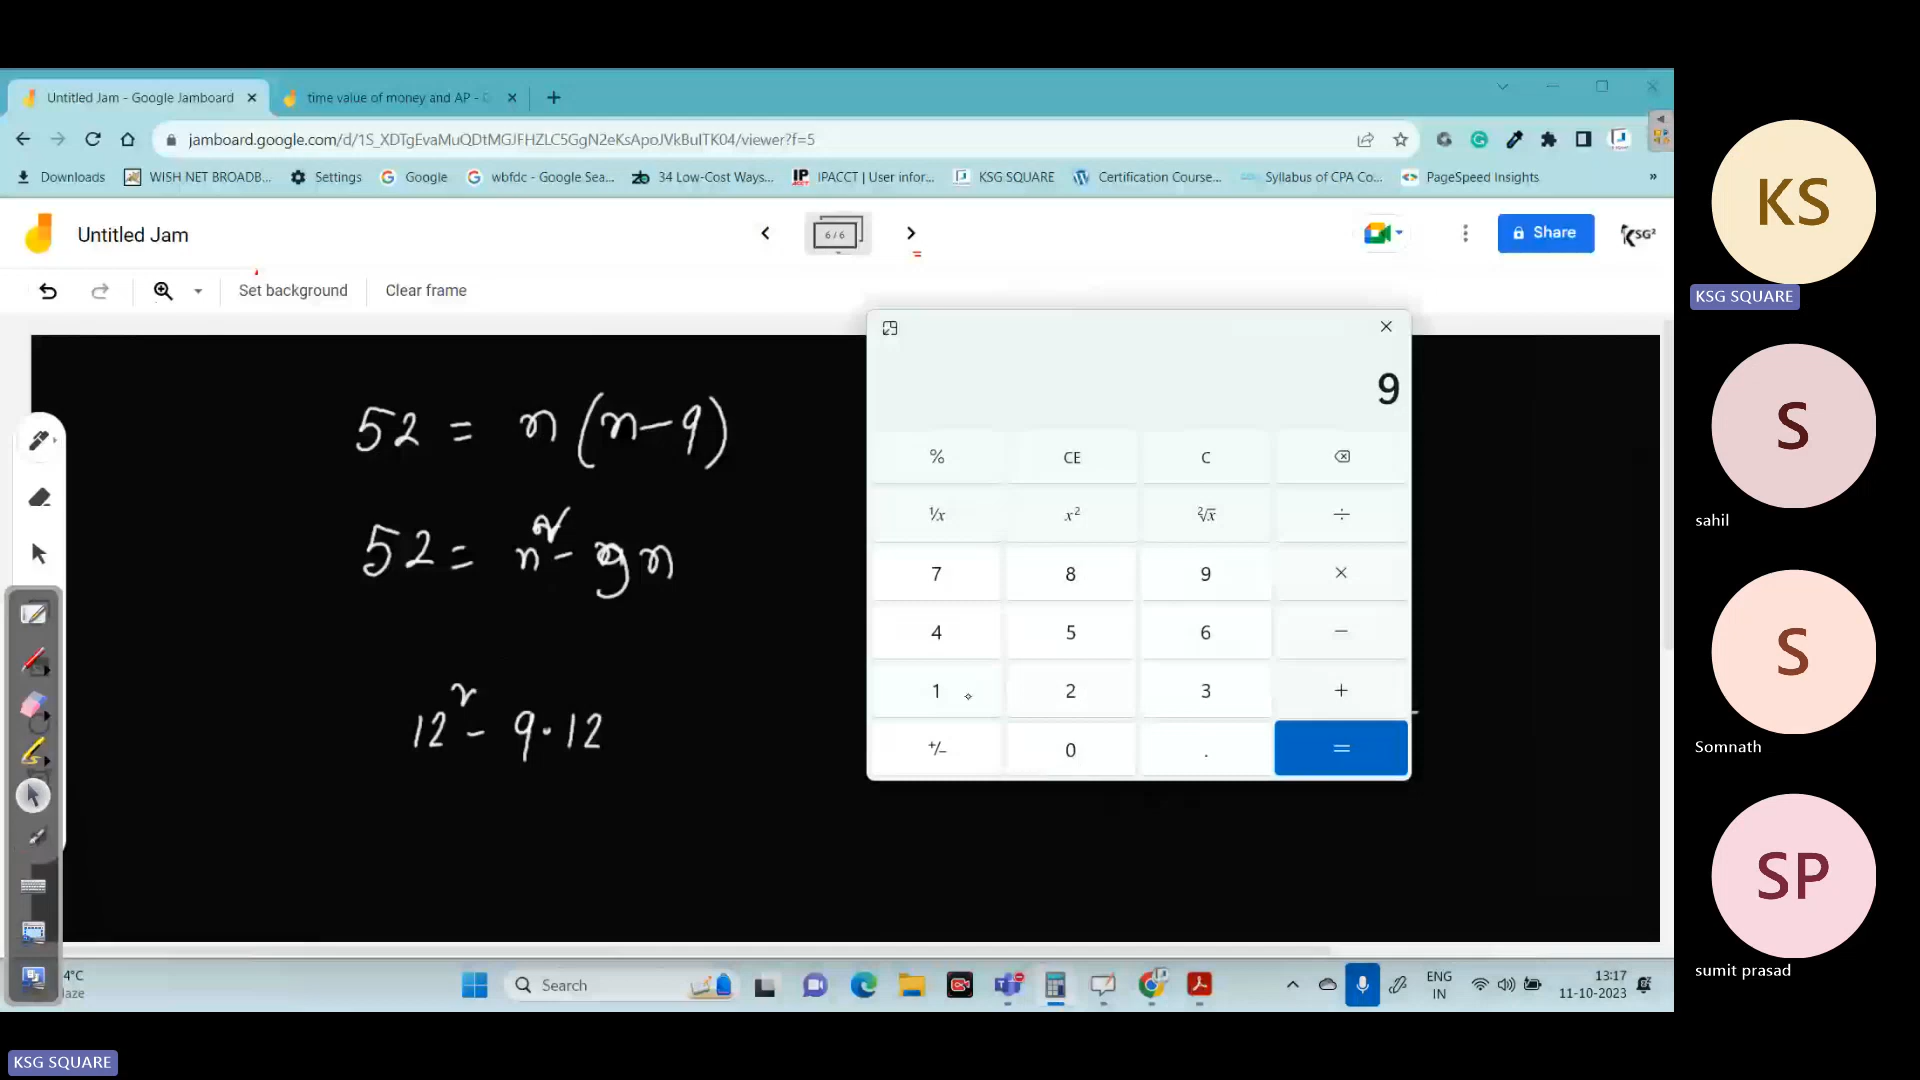 Untitled Jam - Google Jamboard
time value of money and AP -
jamboard.google.com/d/1S_XDTgEvaMuQDtMGJFHZLC5GgN2eKsApoJVkBuITK04/viewer?f=5
Downloads WISH NET BROADB... Settings Google wbfdc - Google Sea... 34 Low-Cost Ways... IPACCT | User infor... KSG SQUARE Certification Course... Syllabus of CPA Co... PageSpeed Insights »
Untitled Jam 6 / 6 Share KSG²
Set background Clear frame
52 = n (n-9)
52 = n² - 9n
12² - 9·12
9
% CE C
1/x x² ²√x ÷
7 8 9 ×
4 5 6 −
1 2 3 +
+/− 0 . =
KS
KSG SQUARE
S
sahil
S
Somnath
SP
sumit prasad
4°C
aze
Search
ENG
IN
13:17
11-10-2023
KSG SQUARE